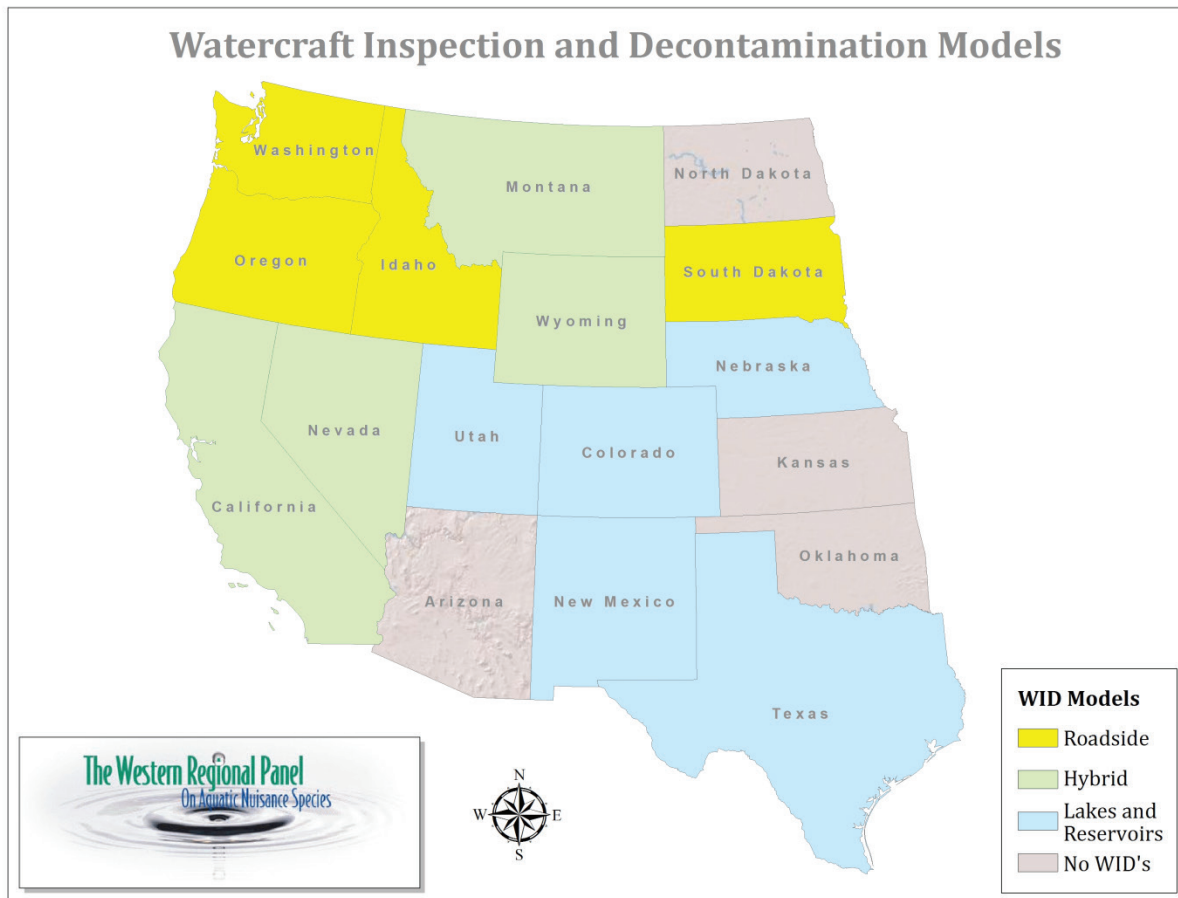 Watercraft Inspection and Decontamination Models
Washington
Montana
North Dakota
Oregon
Idaho
South Dakota
Wyoming
Nebraska
Nevada
Utah
Colorado
Kansas
California
Oklahoma
Arizona
New Mexico
Texas
WID Models
Roadside
Hybrid
Lakes and
Reservoirs
No WID's
The Western Regional Panel
On Aquatic Nuisance Species
N
W E
S